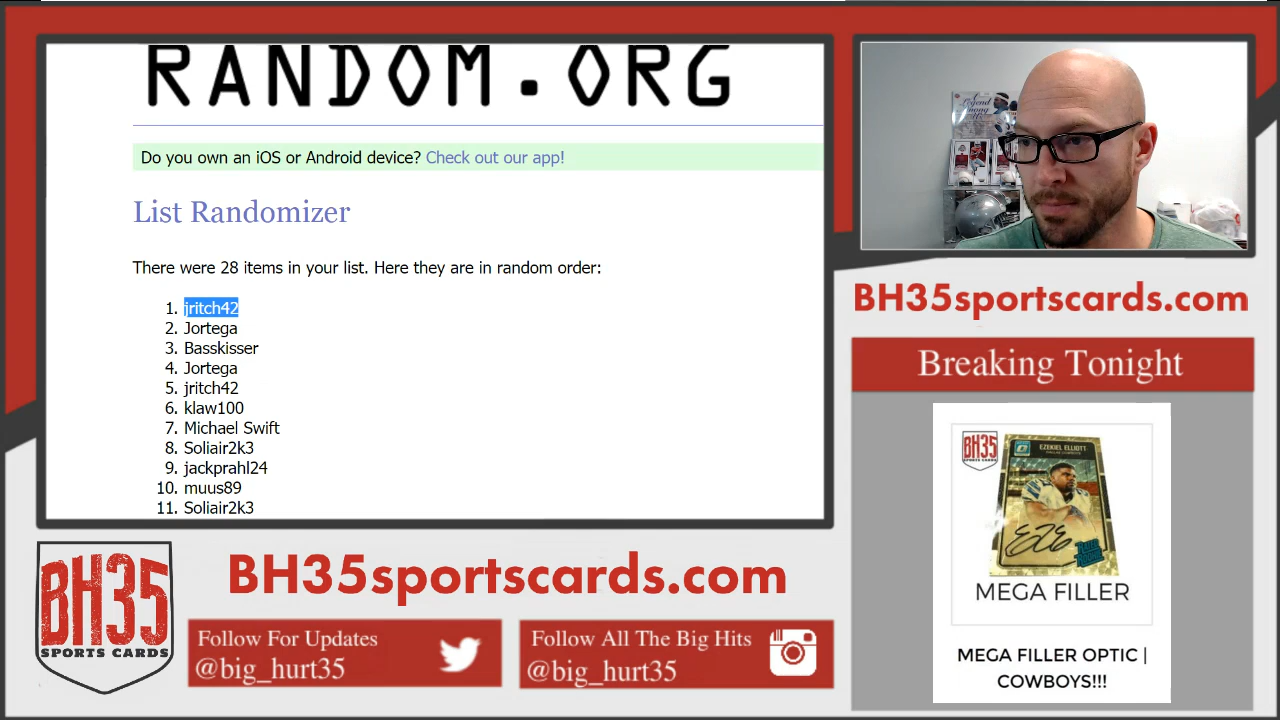 RANDOM.ORG
Do you own an iOS or Android device? Check out our app!
List Randomizer
There were 28 items in your list. Here they are in random order:
1. jritch42
2. Jortega
3. Basskisser
4. Jortega
5. jritch42
6. klaw100
7. Michael Swift
8. Soliair2k3
9. jackprahl24
10. muus89
11. Soliair2k3
BH35sportscards.com
Breaking Tonight
BH35
EZEKIEL ELLIOTT
MEGA FILLER
MEGA FILLER OPTIC |
COWBOYS!!!
BH35
SPORTS CARDS
BH35sportscards.com
Follow For Updates
@big_hurt35
Follow All The Big Hits
@big_hurt35